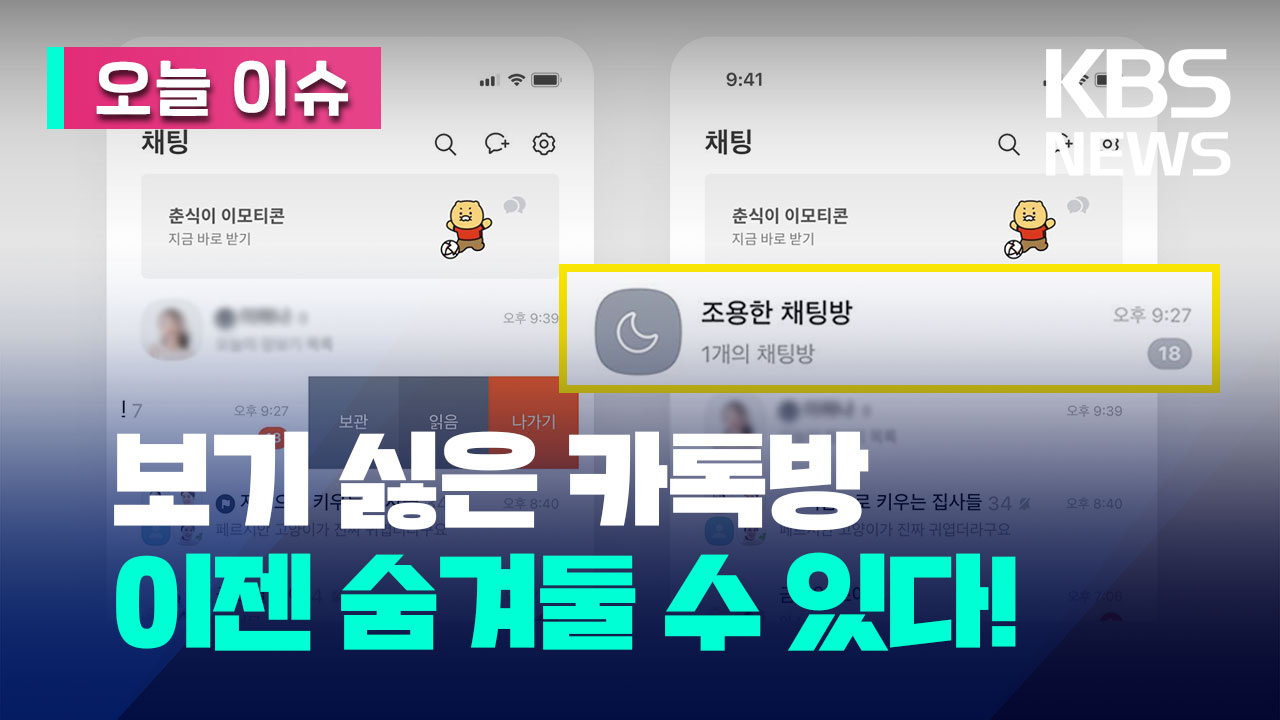 오늘 이슈
KBS
NEWS
채팅
춘식이 이모티콘
지금 바로 받기
오후 9:39
7
오후 9:27
보관
읽음
나가기
오후 8:40
9:41
채팅
춘식이 이모티콘
지금 바로 받기
조용한 채팅방
오후 9:27
1개의 채팅방
18
오후 9:39
키우는 집사들 34
오후 8:40
페르시안 고양이가 진짜 귀엽더라구요
오후 7:06
보기 싫은 카톡방
이젠 숨겨둘 수 있다!